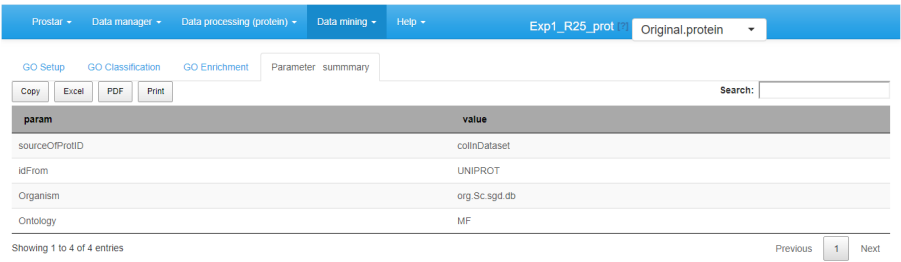 Prostar Data manager Data processing (protein) Data mining Help Exp1_R25_prot [?] Original.protein
GO Setup GO Classification GO Enrichment Parameter summmary
Copy Excel PDF Print Search:
param value
sourceOfProtID colInDataset
idFrom UNIPROT
Organism org.Sc.sgd.db
Ontology MF
Showing 1 to 4 of 4 entries Previous 1 Next